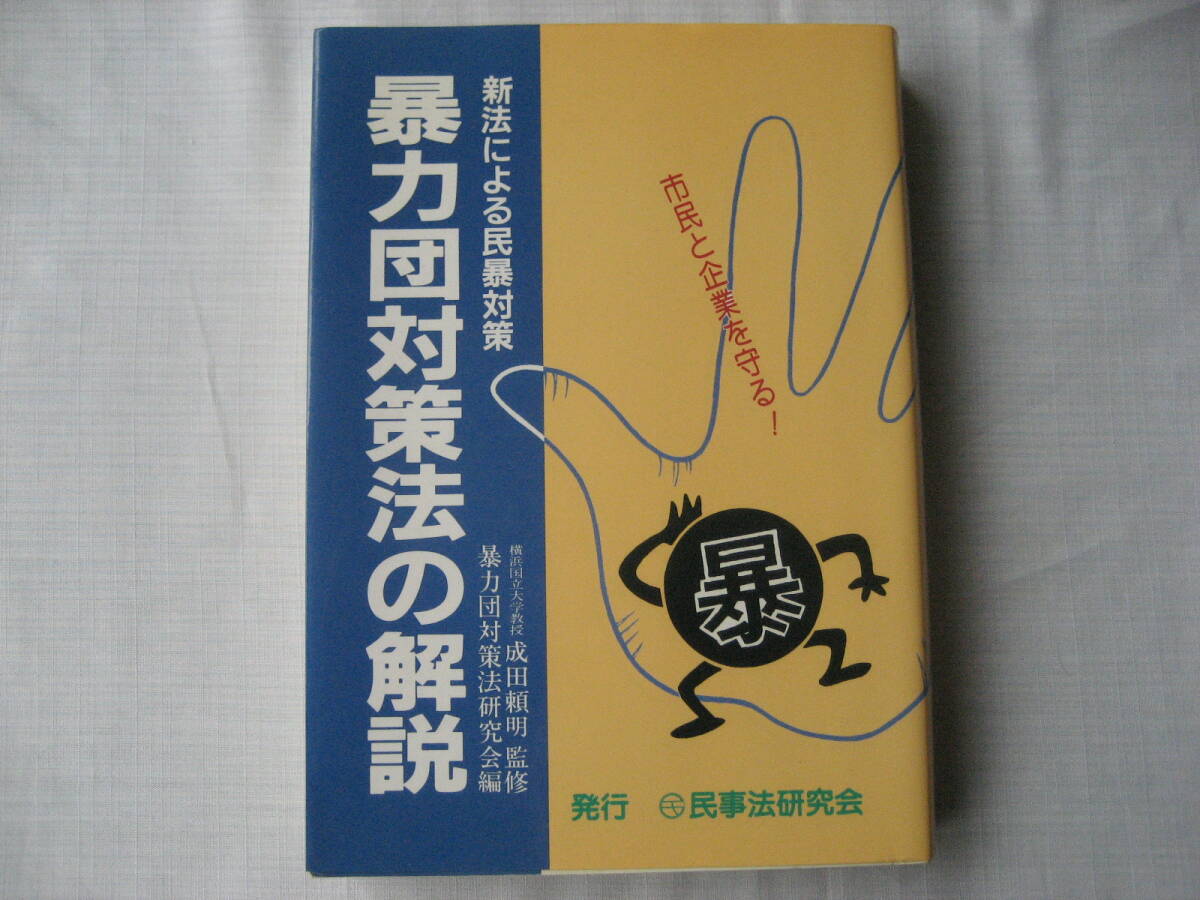 新法による民暴対策
暴力団対策法の解説
横浜国立大学教授 成田頼明 監修
暴力団対策法研究会編
市民と企業を守る!
暴
発行 民 民事法研究会